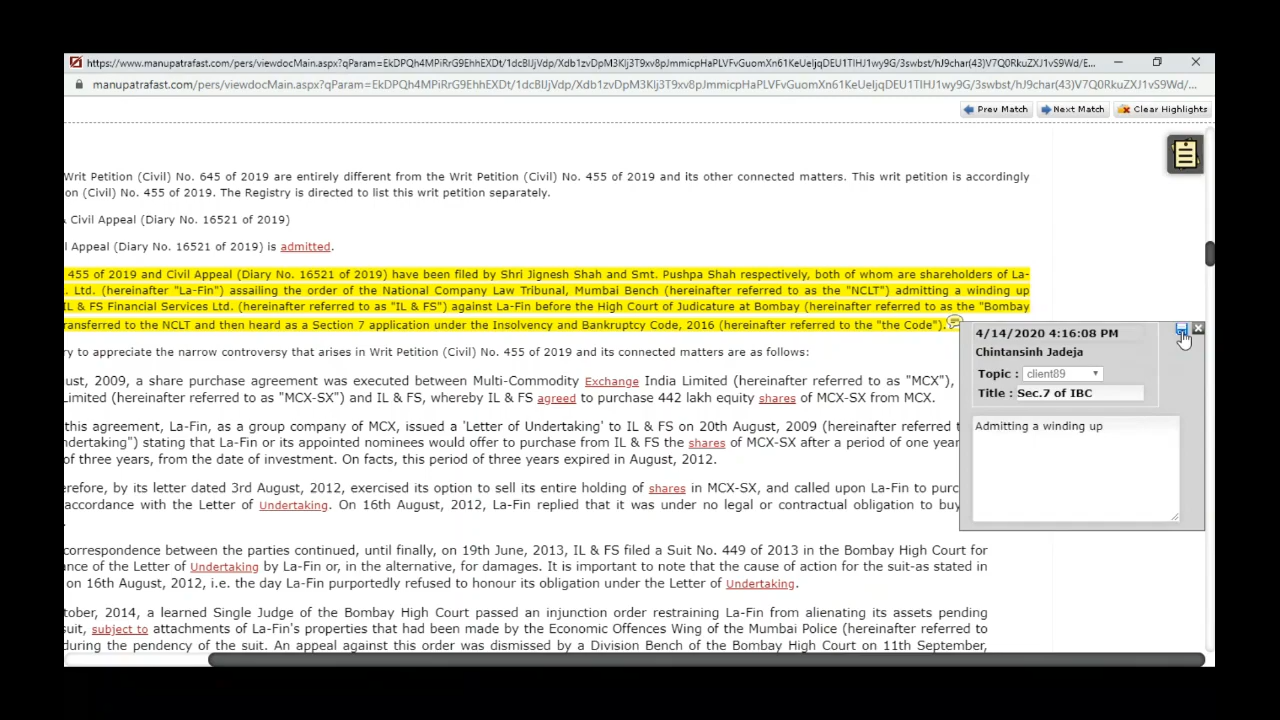 https://www.manupatrafast.com/pers/viewdocMain.aspx?qParam=EkDPQh4MPiRrG9EhhEXDt/1dcBlJjVdp/Xdb1zvDpM3Klj3T9xv8pJmmicpHaPLVFvGuomXn61KeUeljqDEU1TlHJ1wy9G/3swbst/hJ9char(43)V7Q0RkuZXJ1vS9Wd/E...
manupatrafast.com/pers/viewdocMain.aspx?qParam=EkDPQh4MPiRrG9EhhEXDt/1dcBlJjVdp/Xdb1zvDpM3Klj3T9xv8pJmmicpHaPLVFvGuomXn61KeUeljqDEU1TlHJ1wy9G/3swbst/hJ9char(43)V7Q0RkuZXJ1vS9Wd/...
Prev Match Next Match Clear Highlights
Writ Petition (Civil) No. 645 of 2019 are entirely different from the Writ Petition (Civil) No. 455 of 2019 and its other connected matters. This writ petition is accordingly
on (Civil) No. 455 of 2019. The Registry is directed to list this writ petition separately.
Civil Appeal (Diary No. 16521 of 2019)
l Appeal (Diary No. 16521 of 2019) is admitted.
455 of 2019 and Civil Appeal (Diary No. 16521 of 2019) have been filed by Shri Jignesh Shah and Smt. Pushpa Shah respectively, both of whom are shareholders of La-
. Ltd. (hereinafter "La-Fin") assailing the order of the National Company Law Tribunal, Mumbai Bench (hereinafter referred to as the "NCLT") admitting a winding up
IL & FS Financial Services Ltd. (hereinafter referred to as "IL & FS") against La-Fin before the High Court of Judicature at Bombay (hereinafter referred to as the "Bombay
ransferred to the NCLT and then heard as a Section 7 application under the Insolvency and Bankruptcy Code, 2016 (hereinafter referred to the "the Code").
4/14/2020 4:16:08 PM
Chintansinh Jadeja
Topic : client89
Title : Sec.7 of IBC
Admitting a winding up
ry to appreciate the narrow controversy that arises in Writ Petition (Civil) No. 455 of 2019 and its connected matters are as follows:
ust, 2009, a share purchase agreement was executed between Multi-Commodity Exchange India Limited (hereinafter referred to as "MCX"),
Limited (hereinafter referred to as "MCX-SX") and IL & FS, whereby IL & FS agreed to purchase 442 lakh equity shares of MCX-SX from MCX.
this agreement, La-Fin, as a group company of MCX, issued a 'Letter of Undertaking' to IL & FS on 20th August, 2009 (hereinafter referred t
ndertaking") stating that La-Fin or its appointed nominees would offer to purchase from IL & FS the shares of MCX-SX after a period of one year
of three years, from the date of investment. On facts, this period of three years expired in August, 2012.
erefore, by its letter dated 3rd August, 2012, exercised its option to sell its entire holding of shares in MCX-SX, and called upon La-Fin to purc
accordance with the Letter of Undertaking. On 16th August, 2012, La-Fin replied that it was under no legal or contractual obligation to buy
.
correspondence between the parties continued, until finally, on 19th June, 2013, IL & FS filed a Suit No. 449 of 2013 in the Bombay High Court for
ance of the Letter of Undertaking by La-Fin or, in the alternative, for damages. It is important to note that the cause of action for the suit-as stated in
on 16th August, 2012, i.e. the day La-Fin purportedly refused to honour its obligation under the Letter of Undertaking.
tober, 2014, a learned Single Judge of the Bombay High Court passed an injunction order restraining La-Fin from alienating its assets pending
suit, subject to attachments of La-Fin's properties that had been made by the Economic Offences Wing of the Mumbai Police (hereinafter referred to
during the pendency of the suit. An appeal against this order was dismissed by a Division Bench of the Bombay High Court on 11th September,